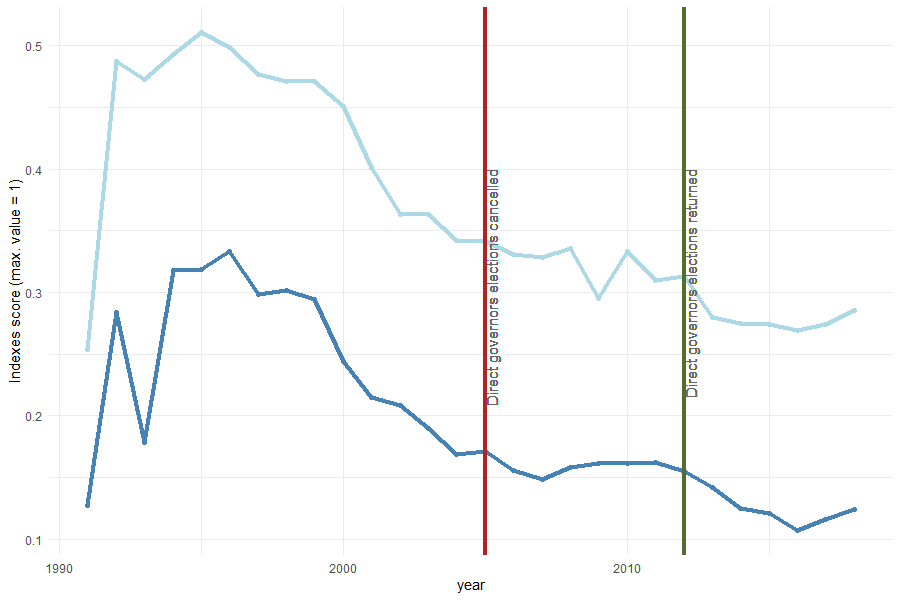 Indexes score (max. value = 1)
0.5
0.4
0.3
0.2
0.1
Direct governors elections cancelled
Direct governors elections returned
1990
2000
2010
year